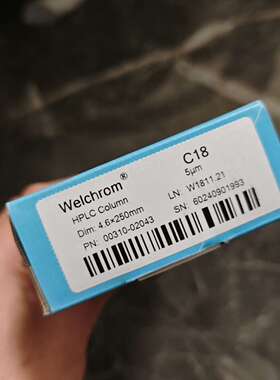 Welchrom®
C18
HPLC Column
5μm
Dim: 4.6×250mm
LN: W1811.21
PN: 00310-02043
SN: 60240901993